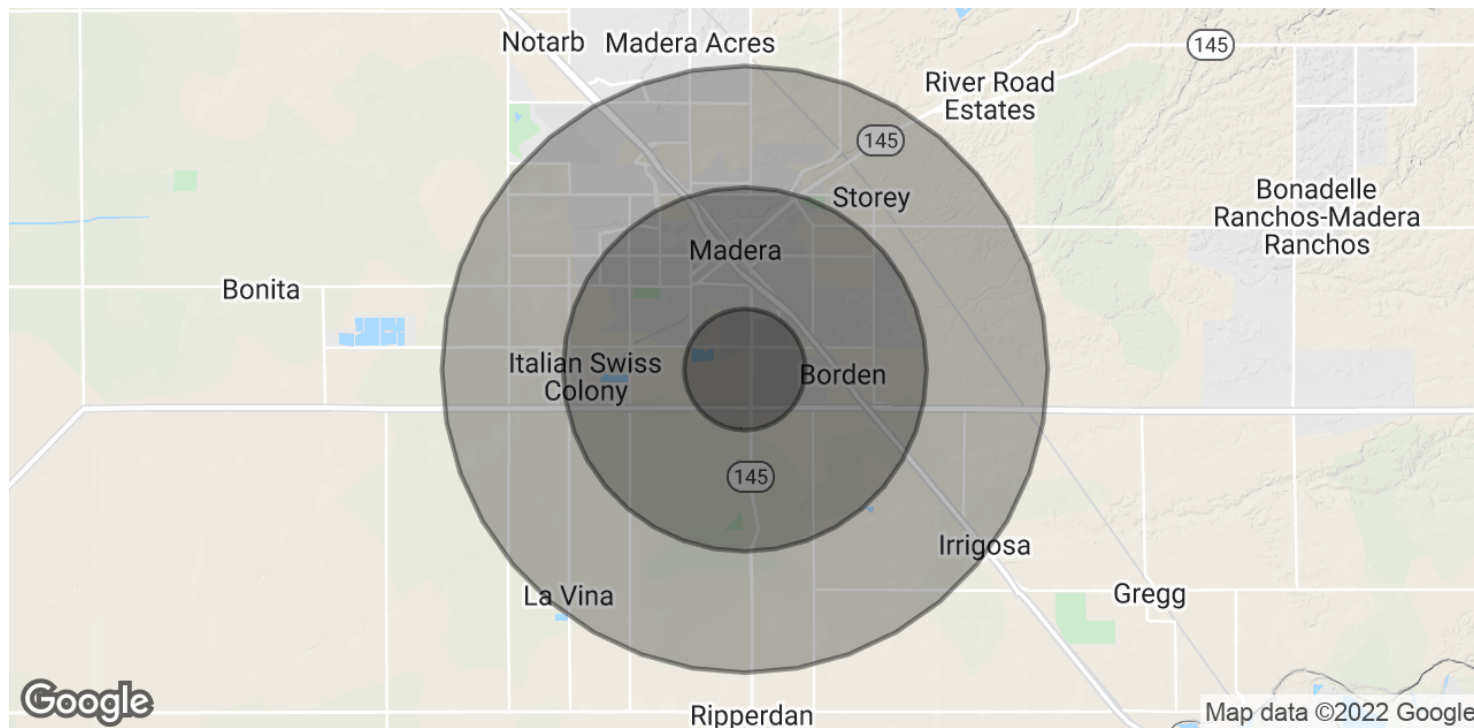 Notarb
Madera Acres
145
River Road
Estates
145
Storey
Bonadelle
Ranchos-Madera
Ranchos
Madera
Bonita
Italian Swiss
Colony
Borden
145
Irrigosa
La Vina
Gregg
Google
Ripperdan
Map data ©2022 Google